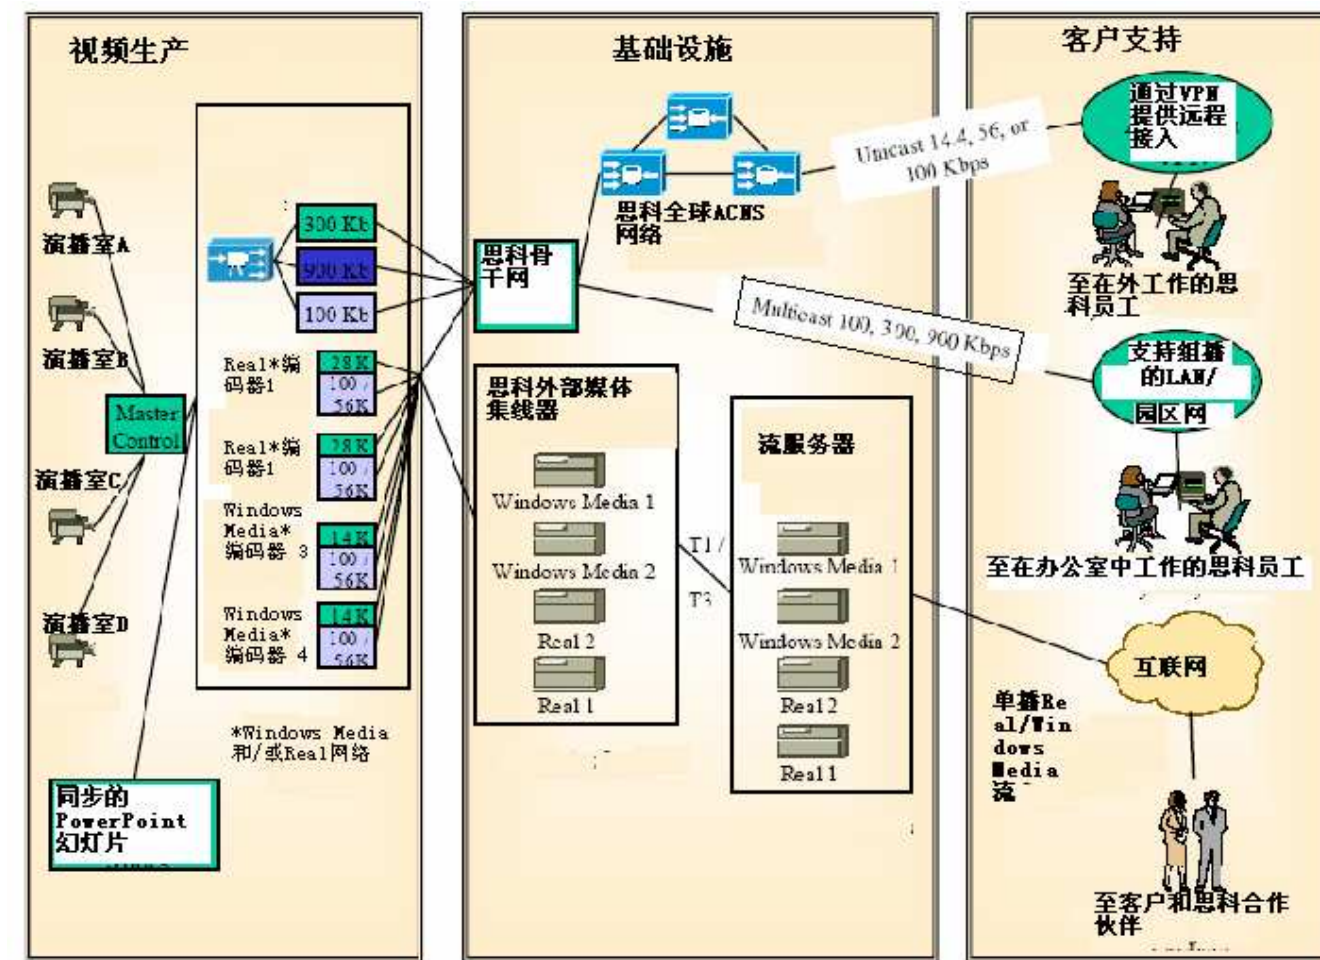 视频生产
演播室A
演播室B
Master
Control
演播室C
演播室D
300 Kb
900 Kb
100 Kb
Real*编
码器1
28K
100 /
56K
Real*编
码器1
28K
100 /
56K
Windows
Media*
编码器 3
14K
100 /
56K
Windows
Media*
编码器 4
14K
100 /
56K
*Windows Media
和/或Real网络
同步的
PowerPoint
幻灯片
基础设施
思科全球ACNS
网络
思科骨
干网
Unicast 14.4, 56, or
100 Kbps
Multicast 100, 300, 900 Kbps
思科外部媒体
集线器
Windows Media 1
Windows Media 2
Real 2
Real 1
T1 /
T3
流服务器
Windows Media 1
Windows Media 2
Real 2
Real 1
客户支持
通过VPN
提供远程
接入
至在外工作的思
科员工
支持组播
的LAN/
园区网
至在办公室中工作的思科员工
互联网
单播Re
al/Win
dows
Media
流
至客户和思科合作
伙伴